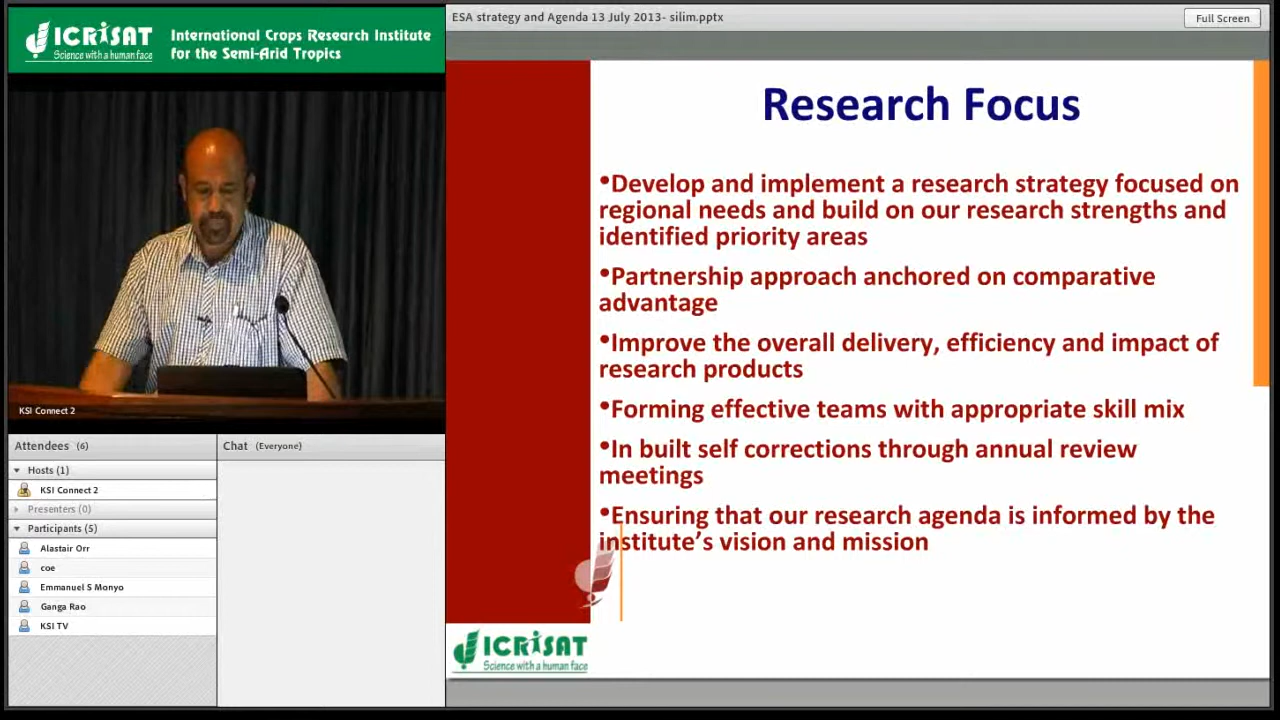 ICRISAT
Science with a human face
International Crops Research Institute
for the Semi-Arid Tropics
KSI Connect 2
Attendees (6)
Hosts (1)
KSI Connect 2
Presenters (0)
Participants (5)
Alastair Orr
coe
Emmanuel S Monyo
Ganga Rao
KSI TV
Chat (Everyone)
ESA strategy and Agenda 13 July 2013- silim.pptx
Full Screen
Research Focus
•Develop and implement a research strategy focused on
regional needs and build on our research strengths and
identified priority areas
•Partnership approach anchored on comparative
advantage
•Improve the overall delivery, efficiency and impact of
research products
•Forming effective teams with appropriate skill mix
•In built self corrections through annual review
meetings
•Ensuring that our research agenda is informed by the
institute’s vision and mission
ICRISAT
Science with a human face